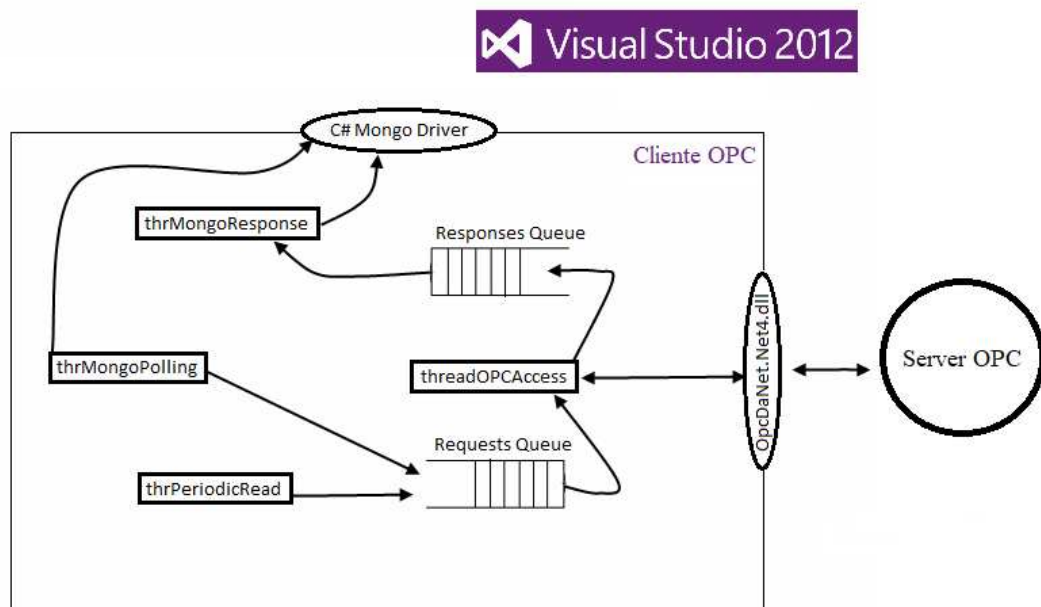 Visual Studio 2012
C# Mongo Driver
Cliente OPC
thrMongoResponse
Responses Queue
thrMongoPolling
threadOPCAccess
OpcDaNet.Net4.dll
Server OPC
Requests Queue
thrPeriodicRead